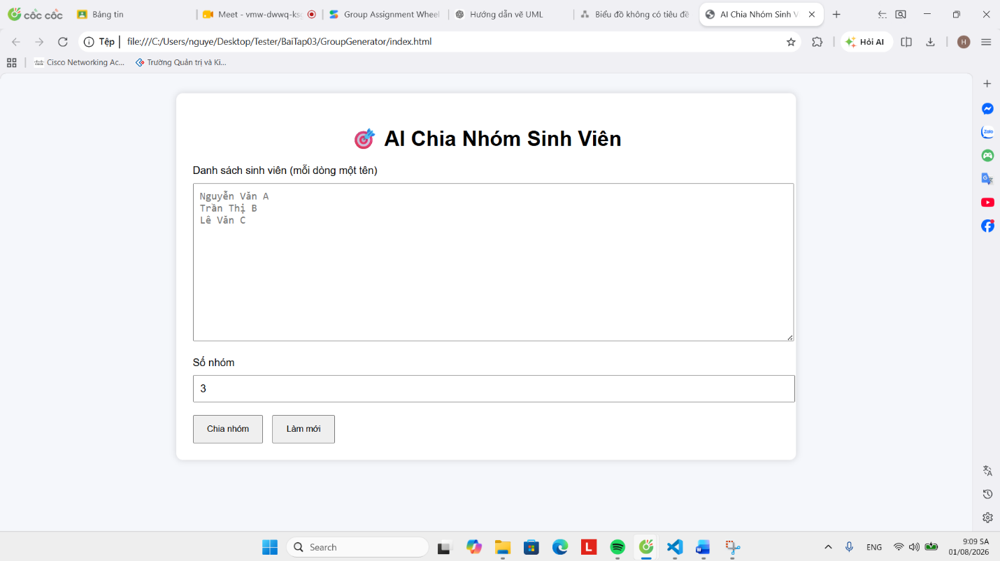 cốc cốc
Bảng tin
Meet - vmw-dwwq-ksc
Group Assignment Wheel
Hướng dẫn vẽ UML
Biểu đồ không có tiêu đề
AI Chia Nhóm Sinh V
Tệp
file:///C:/Users/nguye/Desktop/Tester/BaiTap03/GroupGenerator/index.html
Hỏi AI
H
Cisco Networking Ac...
Trường Quản trị và Ki...
AI Chia Nhóm Sinh Viên
Danh sách sinh viên (mỗi dòng một tên)
Nguyễn Văn A
Trần Thị B
Lê Văn C
Số nhóm
3
Chia nhóm
Làm mới
Zalo
Search
L
W
ENG
9:09 SA
01/08/2026